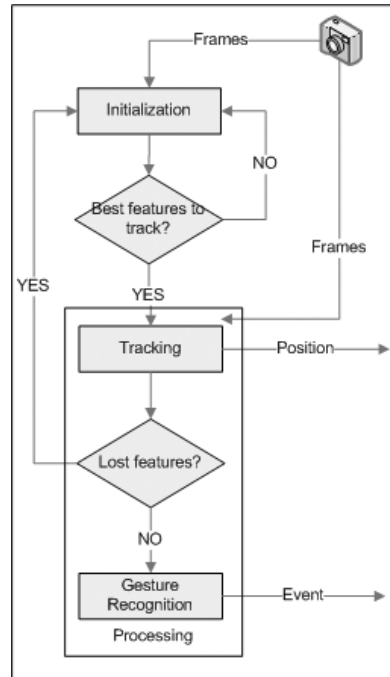 Frames
Initialization
NO
Best features to
track?
Frames
YES
YES
Tracking
Position
Lost features?
NO
Gesture
Recognition
Event
Processing